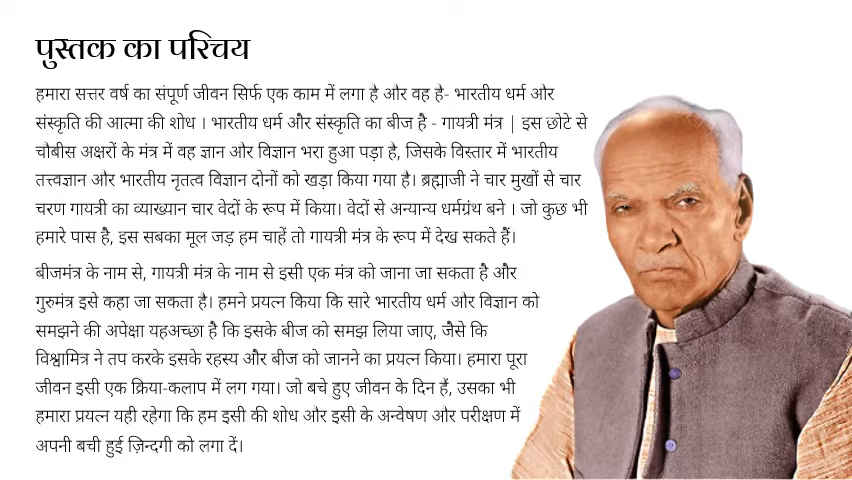 पुस्तक का परिचय
हमारा सत्तर वर्ष का संपूर्ण जीवन सिर्फ एक काम में लगा है और वह है- भारतीय धर्म और
संस्कृति की आत्मा की शोध । भारतीय धर्म और संस्कृति का बीज है - गायत्री मंत्र | इस छोटे से
चौबीस अक्षरों के मंत्र में वह ज्ञान और विज्ञान भरा हुआ पड़ा है, जिसके विस्तार में भारतीय
तत्त्वज्ञान और भारतीय नृतत्व विज्ञान दोनों को खड़ा किया गया है। ब्रह्माजी ने चार मुखों से चार
चरण गायत्री का व्याख्यान चार वेदों के रूप में किया। वेदों से अन्यान्य धर्मग्रंथ बने । जो कुछ भी
हमारे पास है, इस सबका मूल जड़ हम चाहें तो गायत्री मंत्र के रूप में देख सकते हैं।
बीजमंत्र के नाम से, गायत्री मंत्र के नाम से इसी एक मंत्र को जाना जा सकता है और
गुरुमंत्र इसे कहा जा सकता है। हमने प्रयत्न किया कि सारे भारतीय धर्म और विज्ञान को
समझने की अपेक्षा यहअच्छा है कि इसके बीज को समझ लिया जाए, जैसे कि
विश्वामित्र ने तप करके इसके रहस्य और बीज को जानने का प्रयत्न किया। हमारा पूरा
जीवन इसी एक क्रिया-कलाप में लग गया। जो बचे हुए जीवन के दिन हैं, उसका भी
हमारा प्रयत्न यही रहेगा कि हम इसी की शोध और इसी के अन्वेषण और परीक्षण में
अपनी बची हुई ज़िन्दगी को लगा दें।